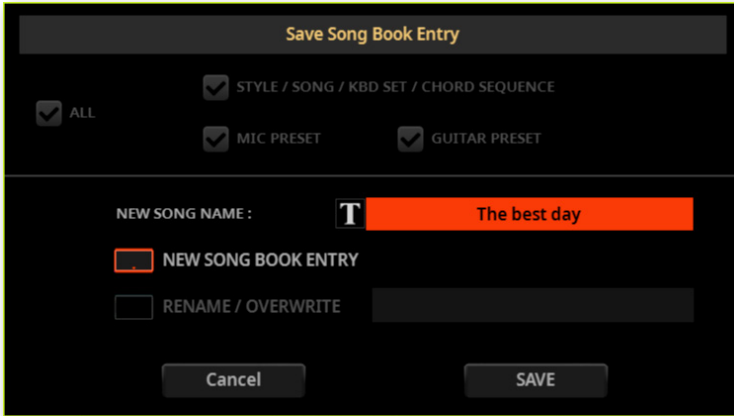 Save Song Book Entry
STYLE / SONG / KBD SET / CHORD SEQUENCE
ALL
MIC PRESET GUITAR PRESET
NEW SONG NAME : T The best day
NEW SONG BOOK ENTRY
RENAME / OVERWRITE
Cancel SAVE